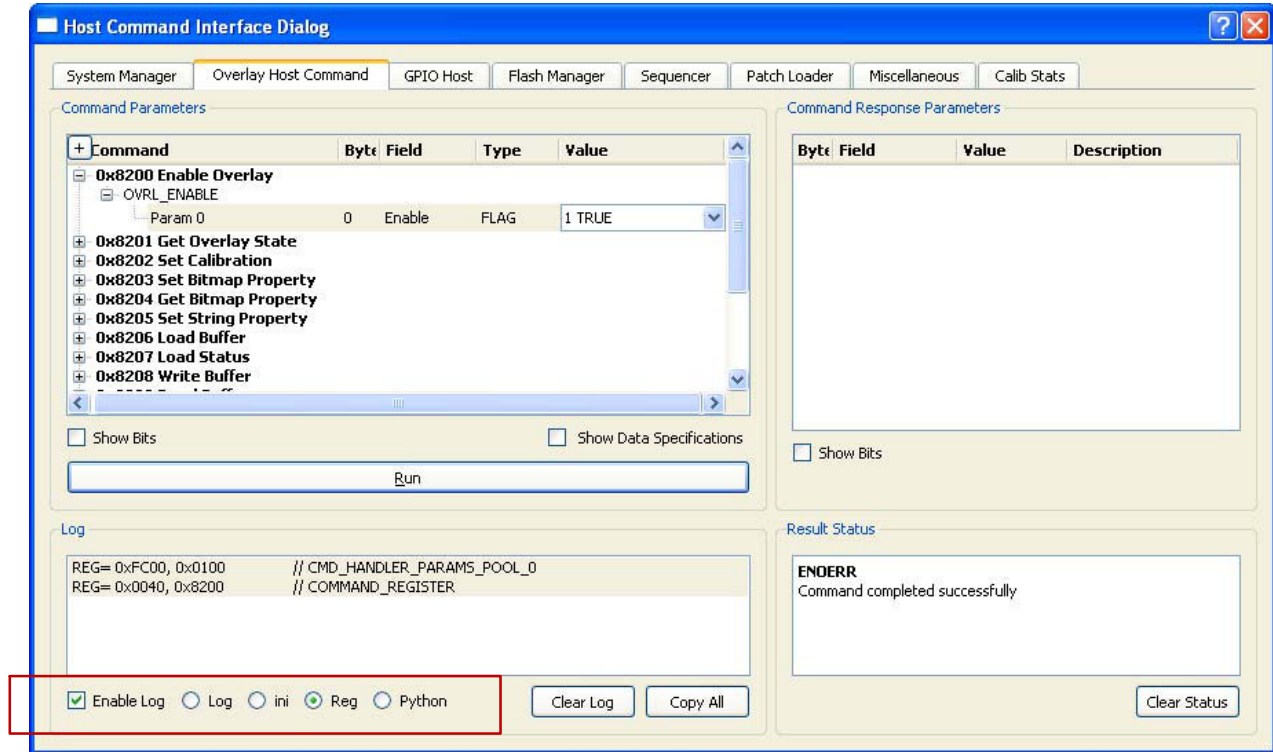 Host Command Interface Dialog
System Manager Overlay Host Command GPIO Host Flash Manager Sequencer Patch Loader Miscellaneous Calib Stats
Command Parameters
+ Command Byte Field Type Value
0x8200 Enable Overlay
OVRL_ENABLE
Param 0 0 Enable FLAG 1 TRUE
0x8201 Get Overlay State
0x8202 Set Calibration
0x8203 Set Bitmap Property
0x8204 Get Bitmap Property
0x8205 Set String Property
0x8206 Load Buffer
0x8207 Load Status
0x8208 Write Buffer
Show Bits Show Data Specifications
Run
Command Response Parameters
Byte Field Value Description
Show Bits
Log
REG= 0xFC00, 0x0100 // CMD_HANDLER_PARAMS_POOL_0
REG= 0x0040, 0x8200 // COMMAND_REGISTER
Enable Log Log ini Reg Python Clear Log Copy All
Result Status
ENOERR
Command completed successfully
Clear Status